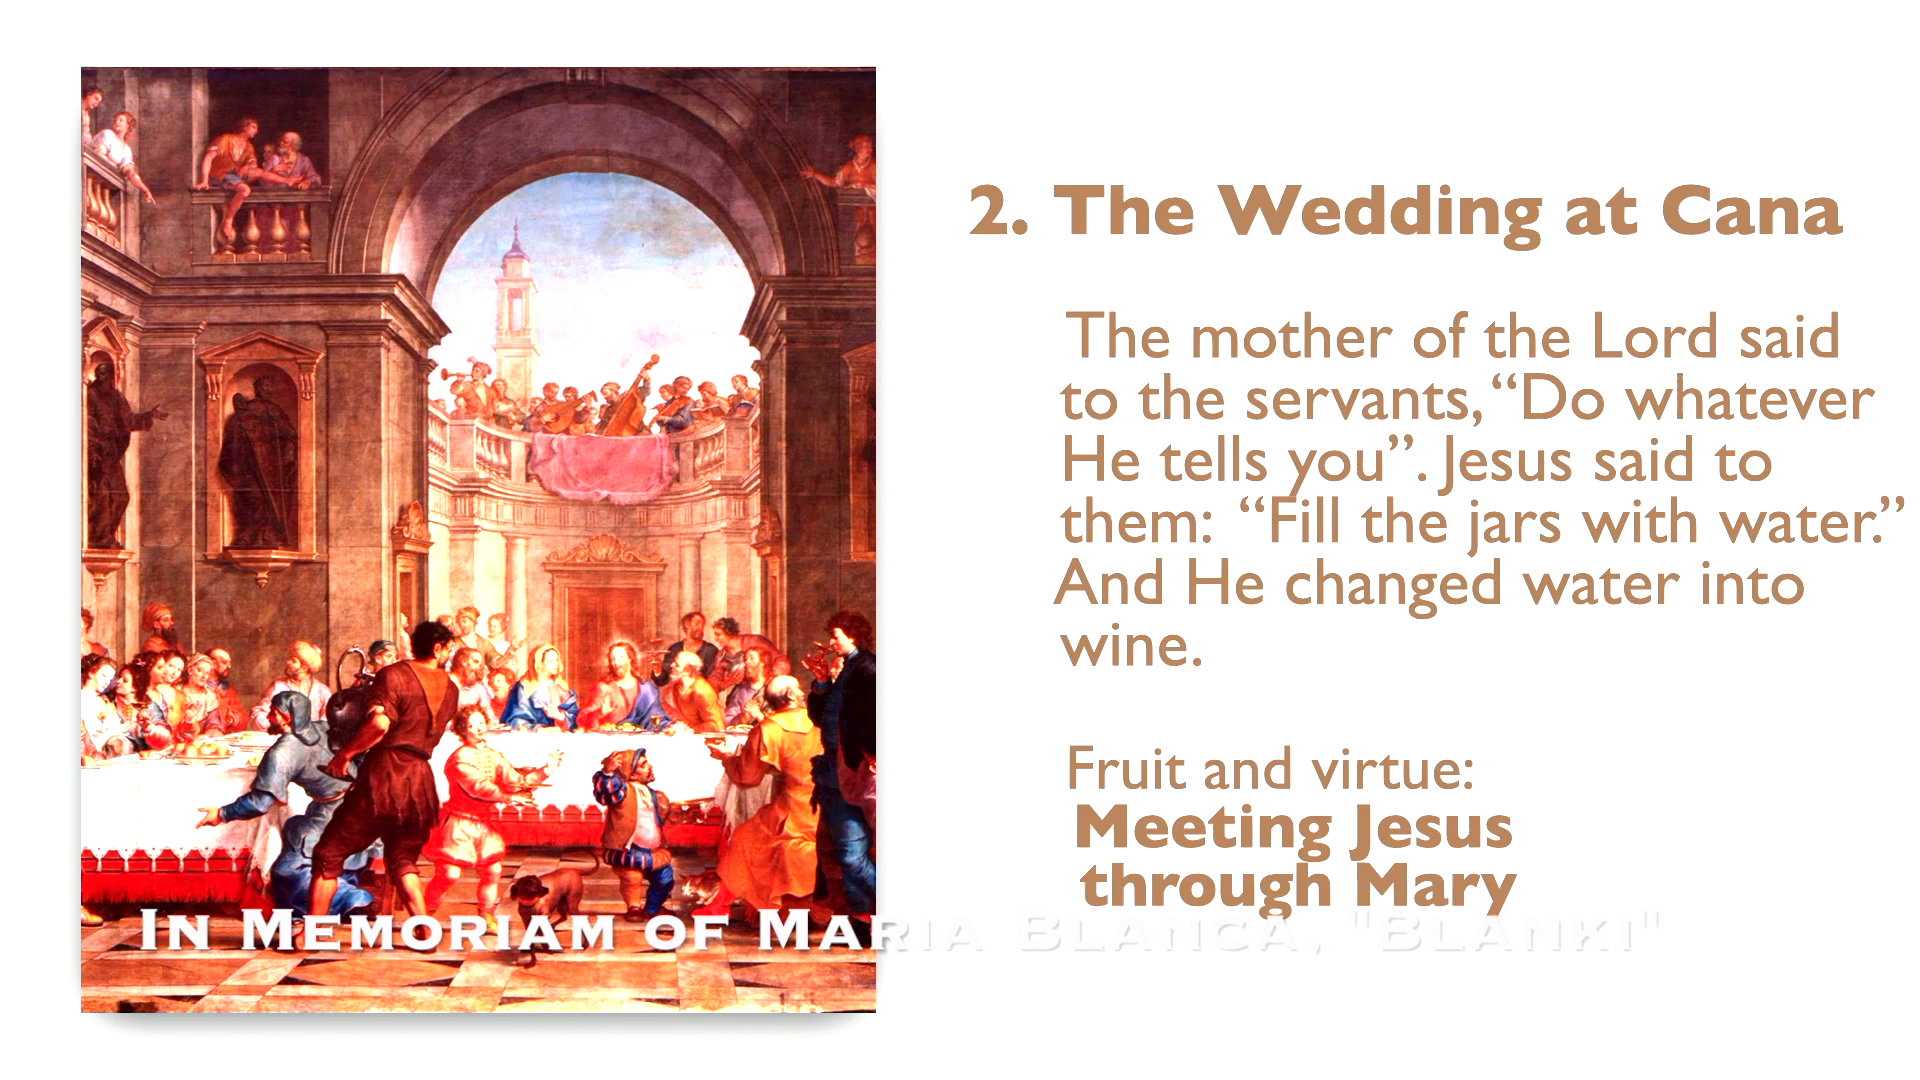 2. The Wedding at Cana
The mother of the Lord said
to the servants, “Do whatever
He tells you”. Jesus said to
them: “Fill the jars with water.”
And He changed water into
wine.
Fruit and virtue:
Meeting Jesus
through Mary
In Memoriam of Maria Blanca, "Blanki"